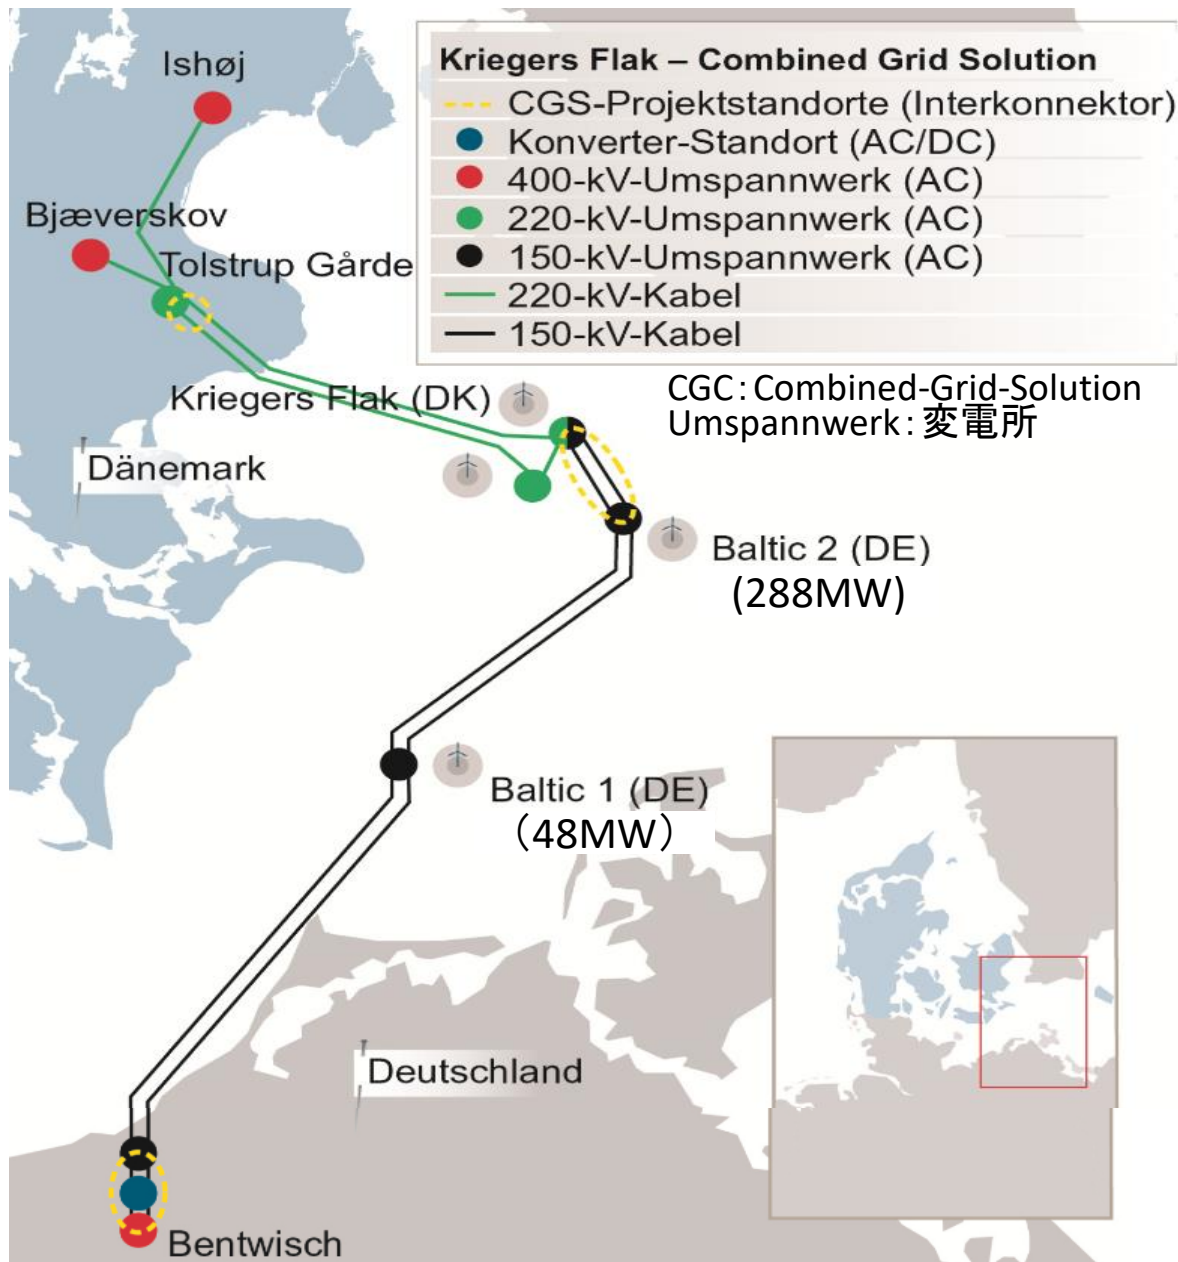 Ishøj
Bjæverskov
Tolstrup Gårde
Kriegers Flak – Combined Grid Solution
CGS-Projektstandorte (Interkonnektor)
Konverter-Standort (AC/DC)
400-kV-Umspannwerk (AC)
220-kV-Umspannwerk (AC)
150-kV-Umspannwerk (AC)
220-kV-Kabel
150-kV-Kabel
CGC：Combined-Grid-Solution
Umspannwerk：変電所
Kriegers Flak (DK)
Dänemark
Baltic 2 (DE)
(288MW)
Baltic 1 (DE)
（48MW）
Deutschland
Bentwisch